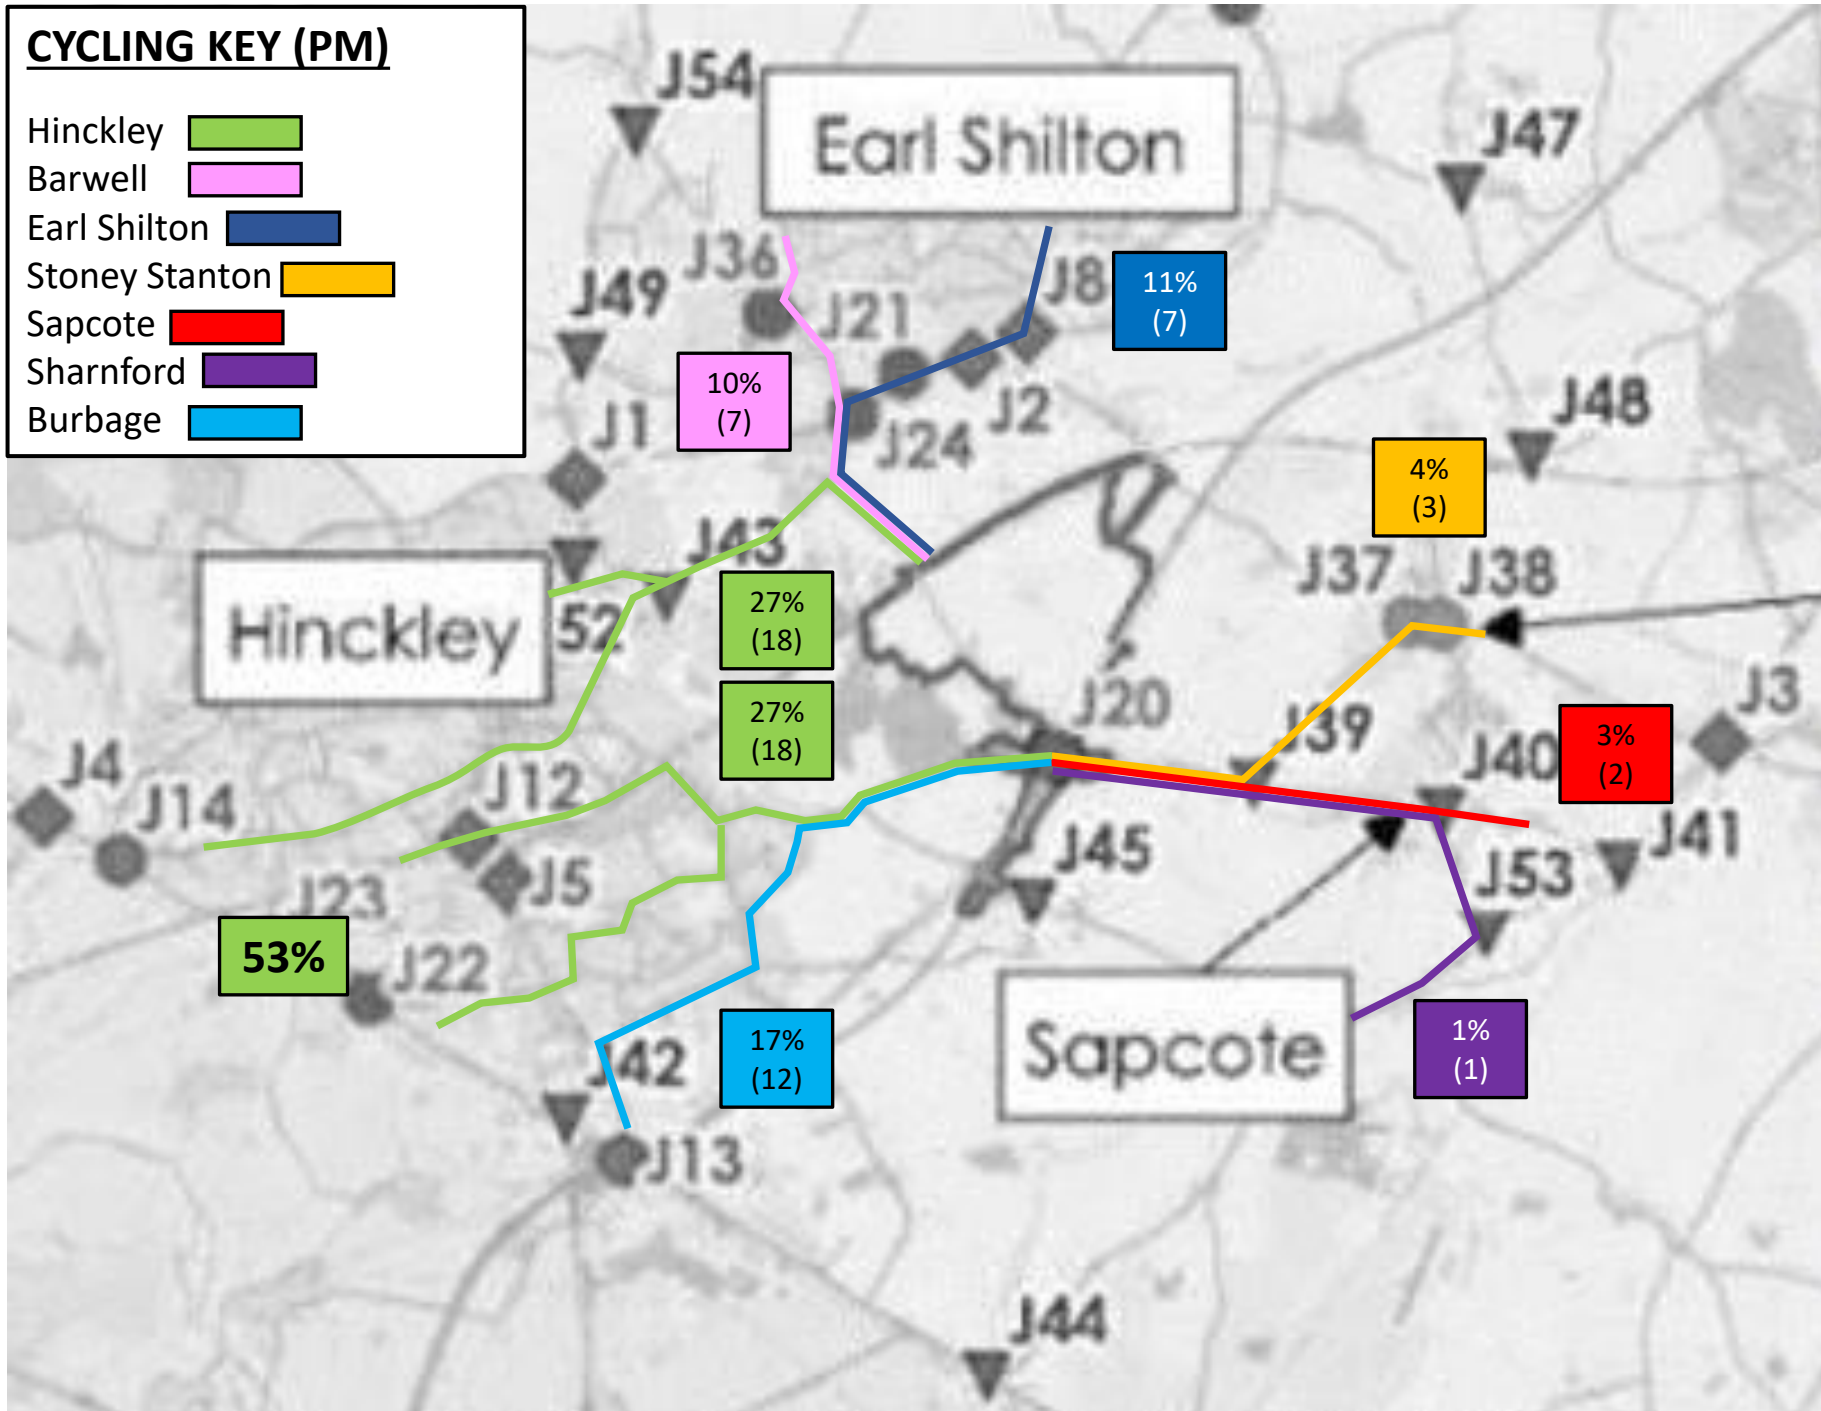 CYCLING KEY (PM)
Hinckley
Barwell
Earl Shilton
Stoney Stanton
Sapcote
Sharnford
Burbage
J54
Earl Shilton
J47
J36
J49
J21
J8
11%
(7)
10%
(7)
J2
J1
J24
J48
4%
(3)
J43
Hinckley
52
27%
(18)
J37
J38
27%
(18)
J20
J39
J3
J40
3%
(2)
J4
J14
J12
J5
J45
J41
J23
J53
53%
J22
17%
(12)
Sapcote
1%
(1)
J42
J13
J44